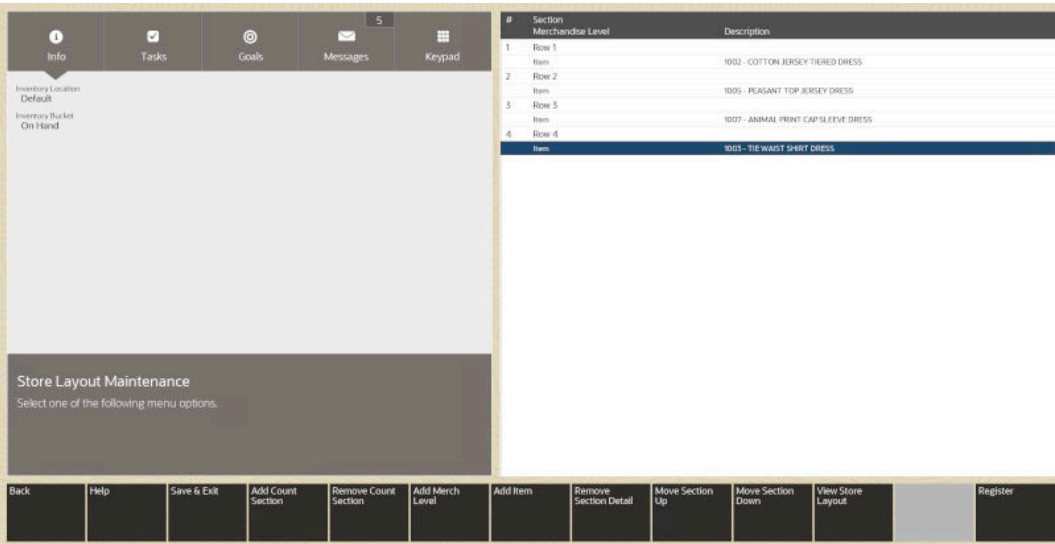 5
Info Tasks Goals Messages Keypad
Inventory Location
Default
Inventory Bucket
On Hand
Store Layout Maintenance
Select one of the following menu options.
# Section
Merchandise Level Description
1 Row 1
Item 1002 - COTTON JERSEY TIERED DRESS
2 Row 2
Item 1005 - PEASANT TOP JERSEY DRESS
3 Row 3
Item 1007 - ANIMAL PRINT CAP SLEEVE DRESS
4 Row 4
Item 1003 - TIE WAIST SHIRT DRESS
Back Help Save & Exit Add Count Remove Count Add Merch Add Item Remove Move Section Move Section View Store Register
Section Section Level Section Detail Up Down Layout